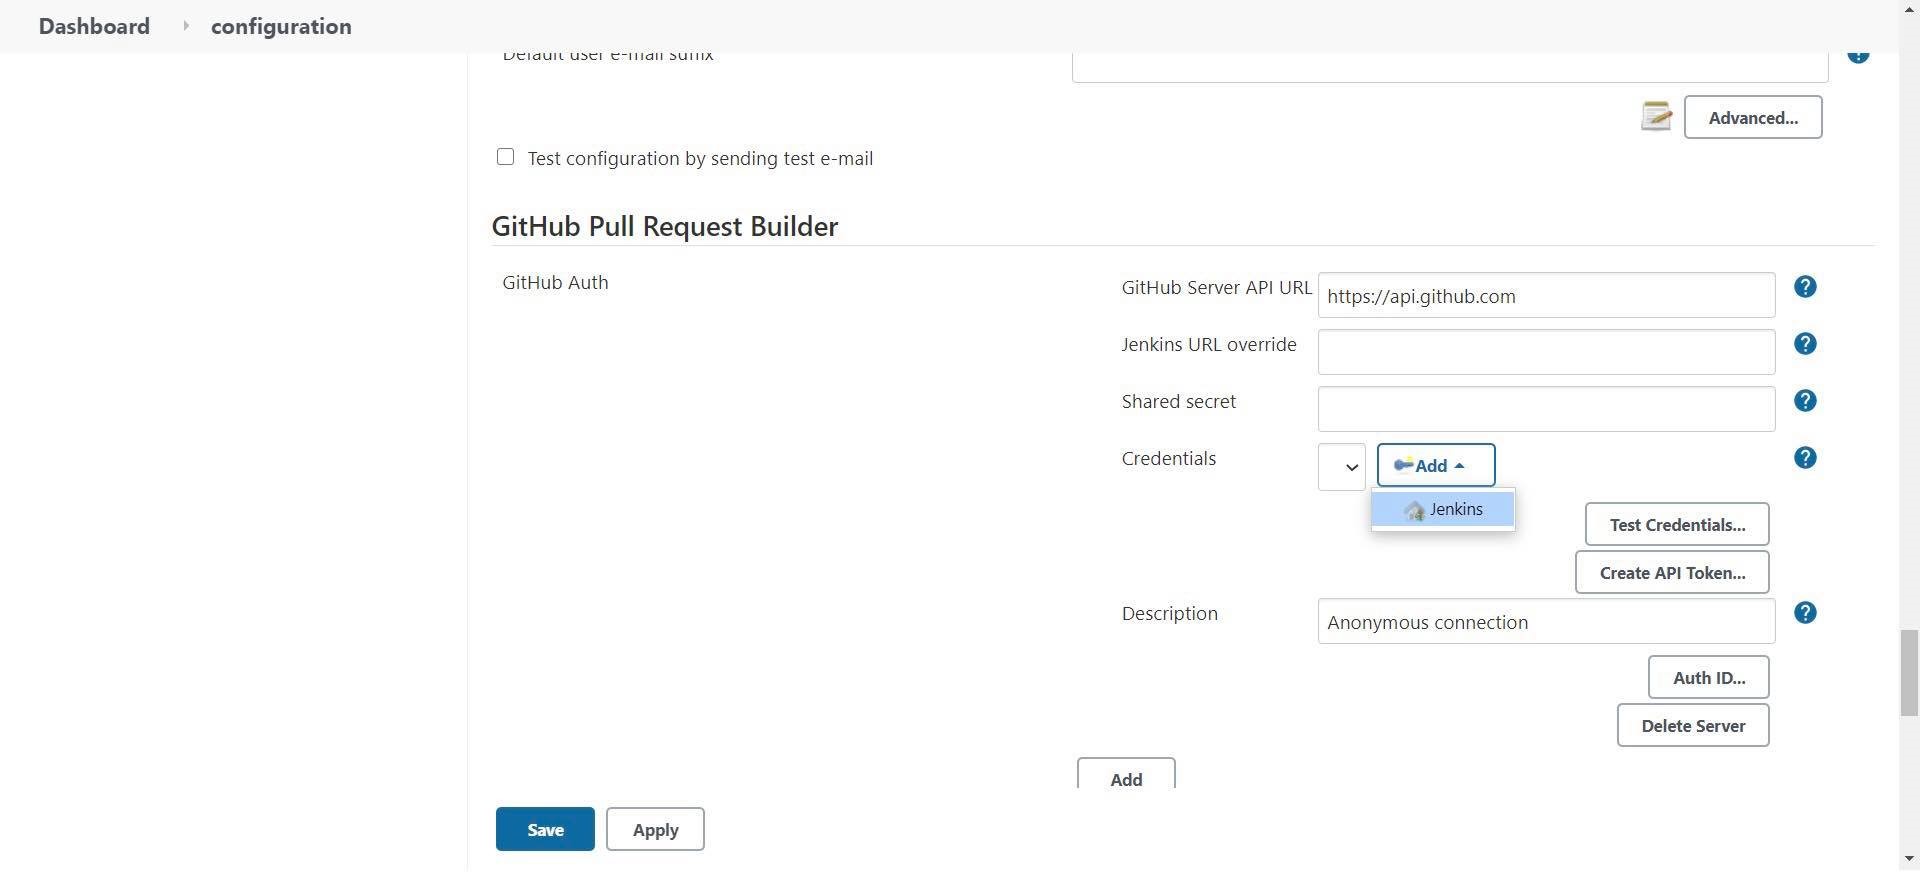 Dashboard configuration
Default user e-mail suffix
Advanced...
Test configuration by sending test e-mail
GitHub Pull Request Builder
GitHub Auth
GitHub Server API URL https://api.github.com ?
Jenkins URL override ?
Shared secret ?
Credentials Add ?
Jenkins
Test Credentials...
Create API Token...
Description Anonymous connection ?
Auth ID...
Delete Server
Add
Save Apply